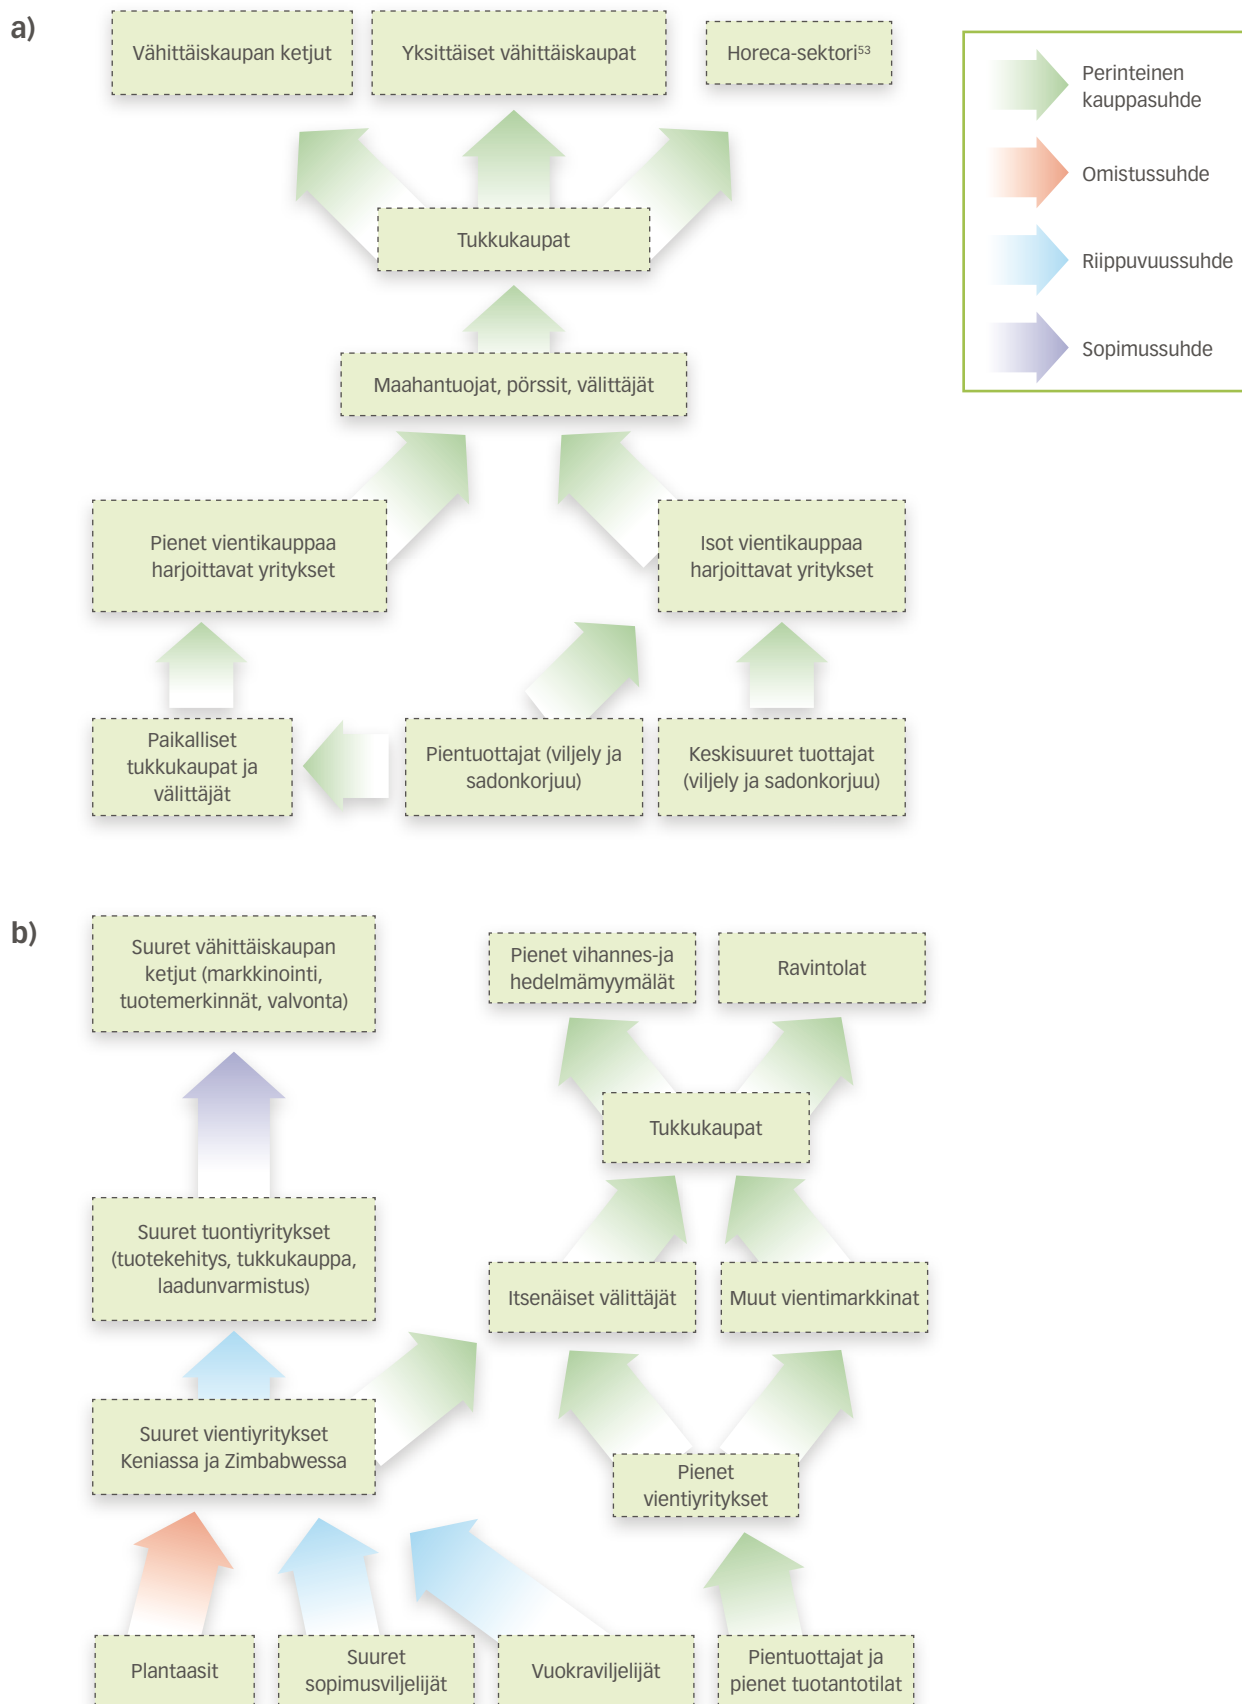 a)
Vähittäiskaupan ketjut
Yksittäiset vähittäiskaupat
Horeca-sektori⁵³
Perinteinen
kauppasuhde
Omistussuhde
Riippuvuussuhde
Sopimussuhde
Tukkukaupat
Maahantuojat, pörssit, välittäjät
Pienet vientikauppaa
harjoittavat yritykset
Isot vientikauppaa
harjoittavat yritykset
Paikalliset
tukkukaupat ja
välittäjät
Pientuottajat (viljely ja
sadonkorjuu)
Keskisuuret tuottajat
(viljely ja sadonkorjuu)
b)
Suuret vähittäiskaupan
ketjut (markkinointi,
tuotemerkinnät, valvonta)
Pienet vihannes-ja
hedelmämyymälät
Ravintolat
Tukkukaupat
Suuret tuontiyritykset
(tuotekehitys, tukkukauppa,
laadunvarmistus)
Itsenäiset välittäjät
Muut vientimarkkinat
Suuret vientiyritykset
Keniassa ja Zimbabwessa
Pienet
vientiyritykset
Plantaasit
Suuret
sopimusviljelijät
Vuokraviljelijät
Pientuottajat ja
pienet tuotantotilat